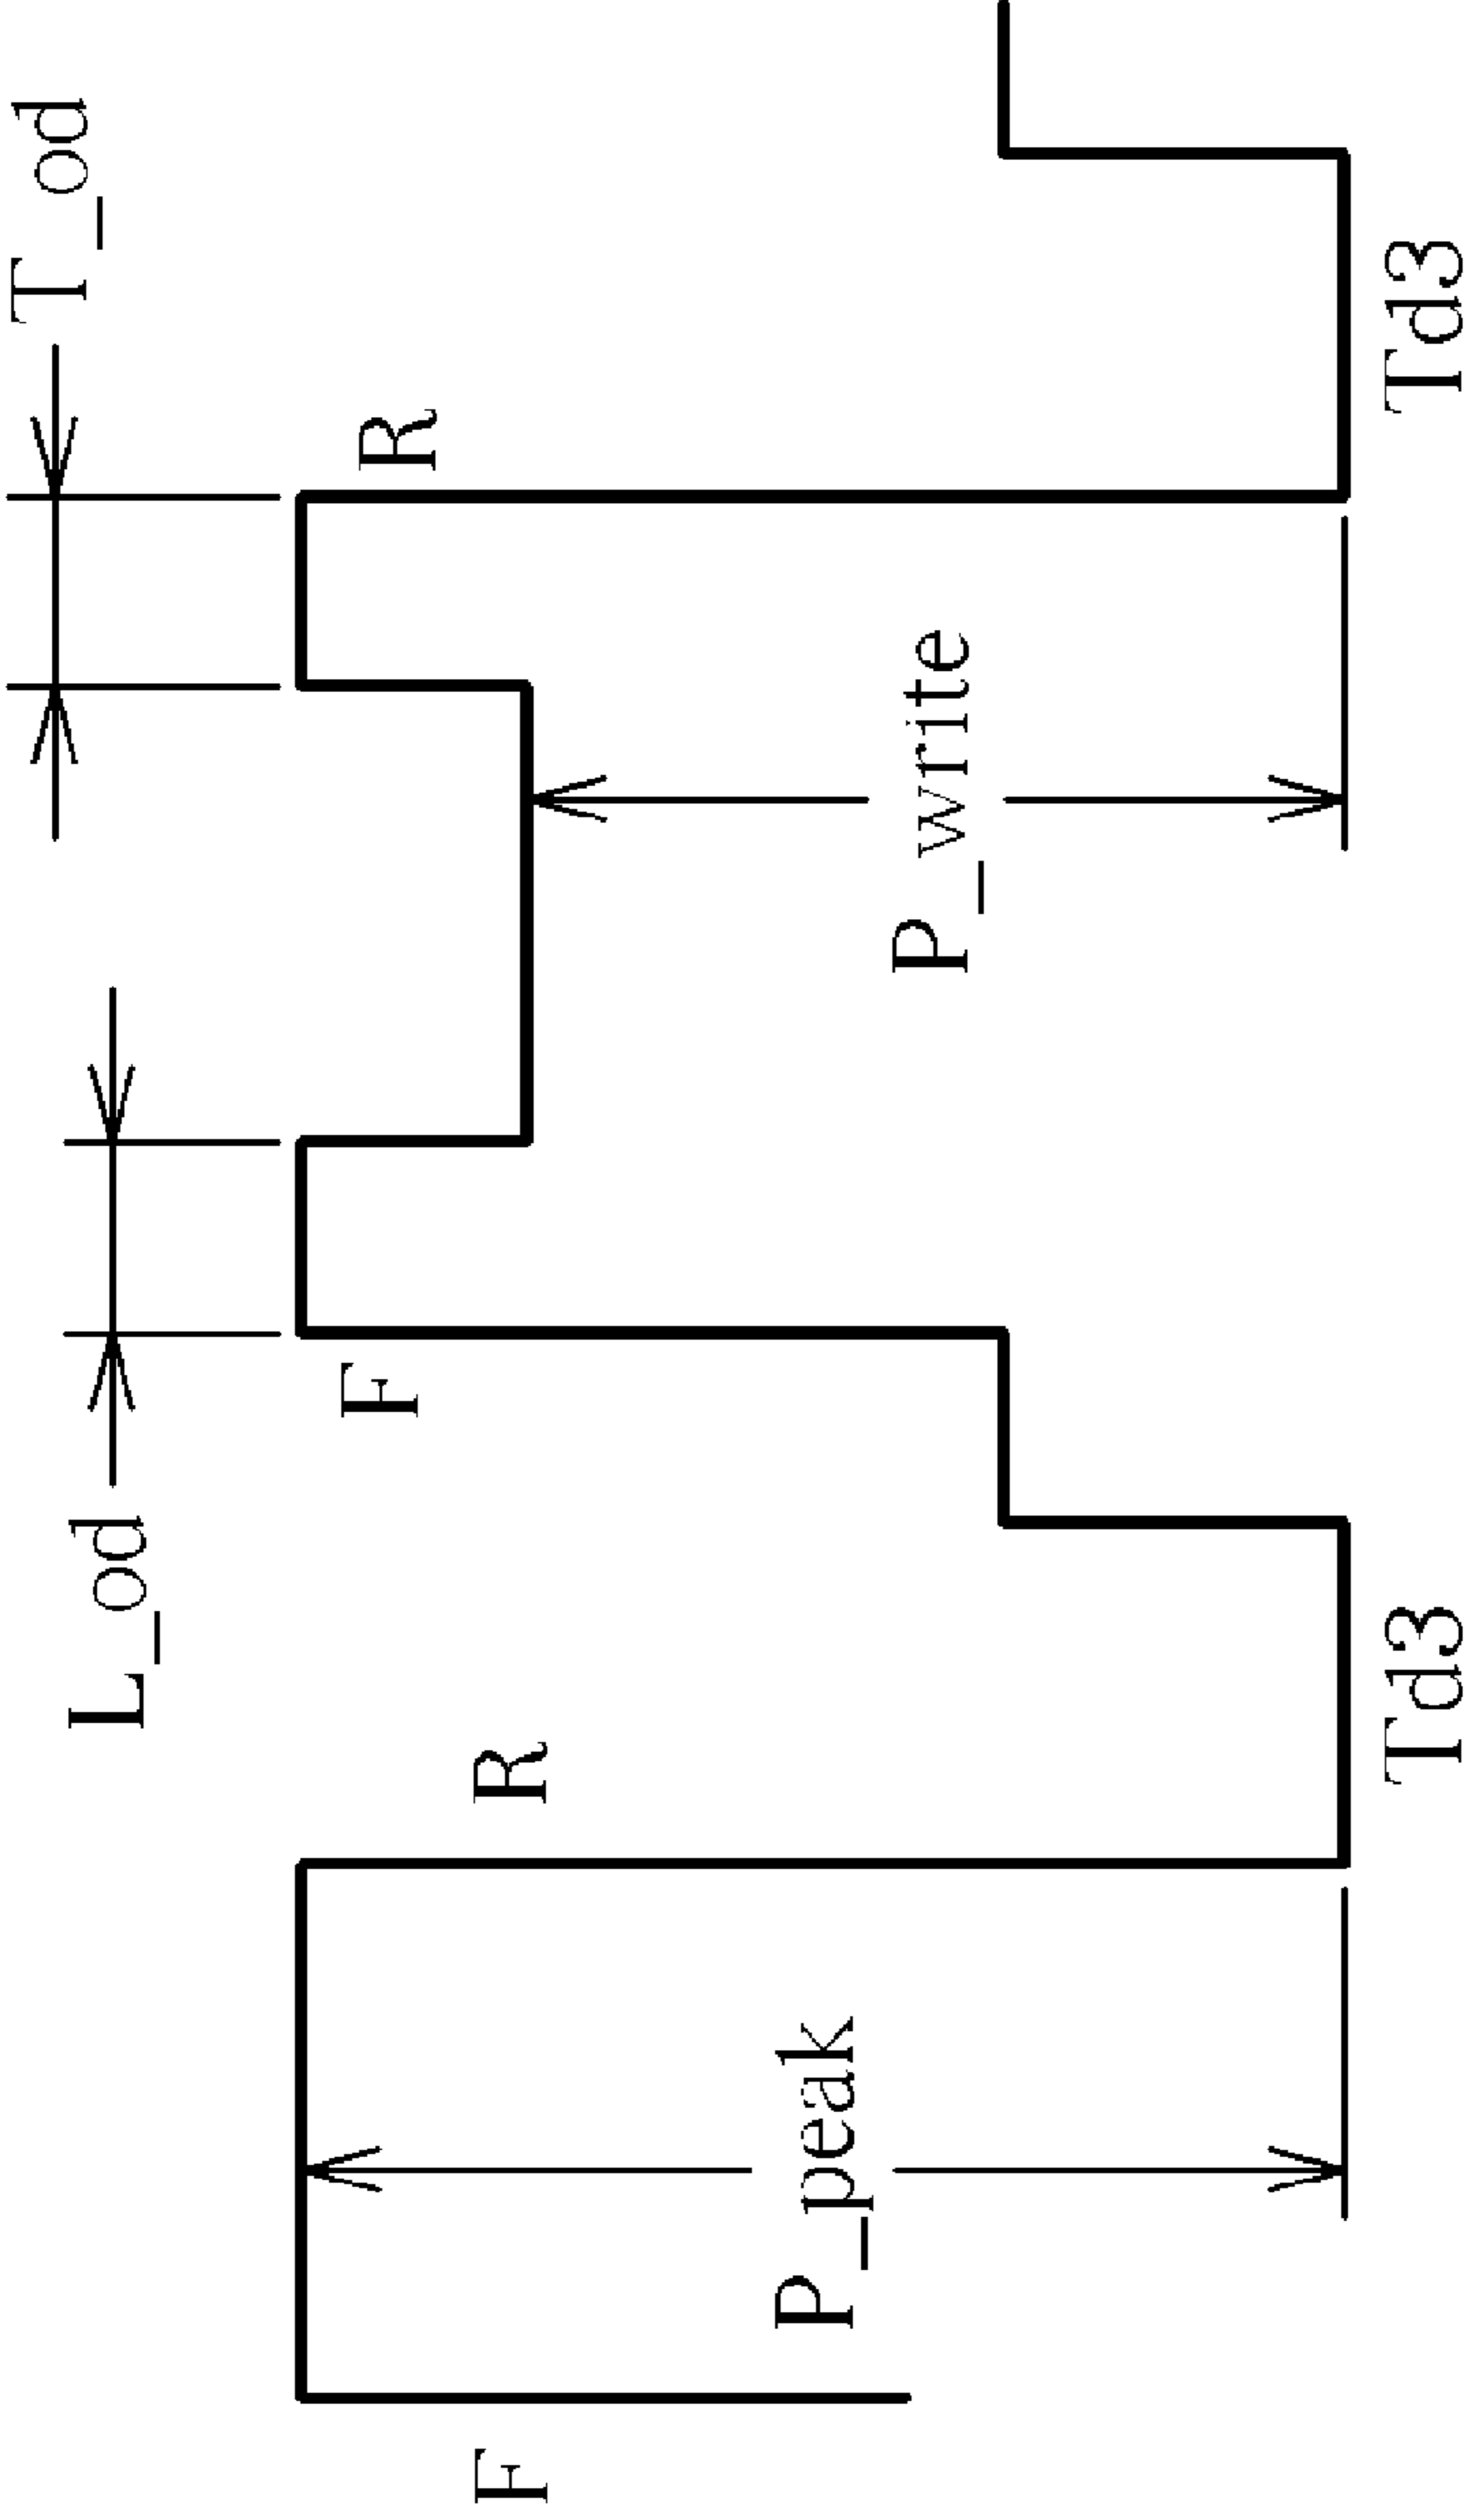 T_od
L_od
F
R
F
R
P_peak
P_write
Td3
Td3